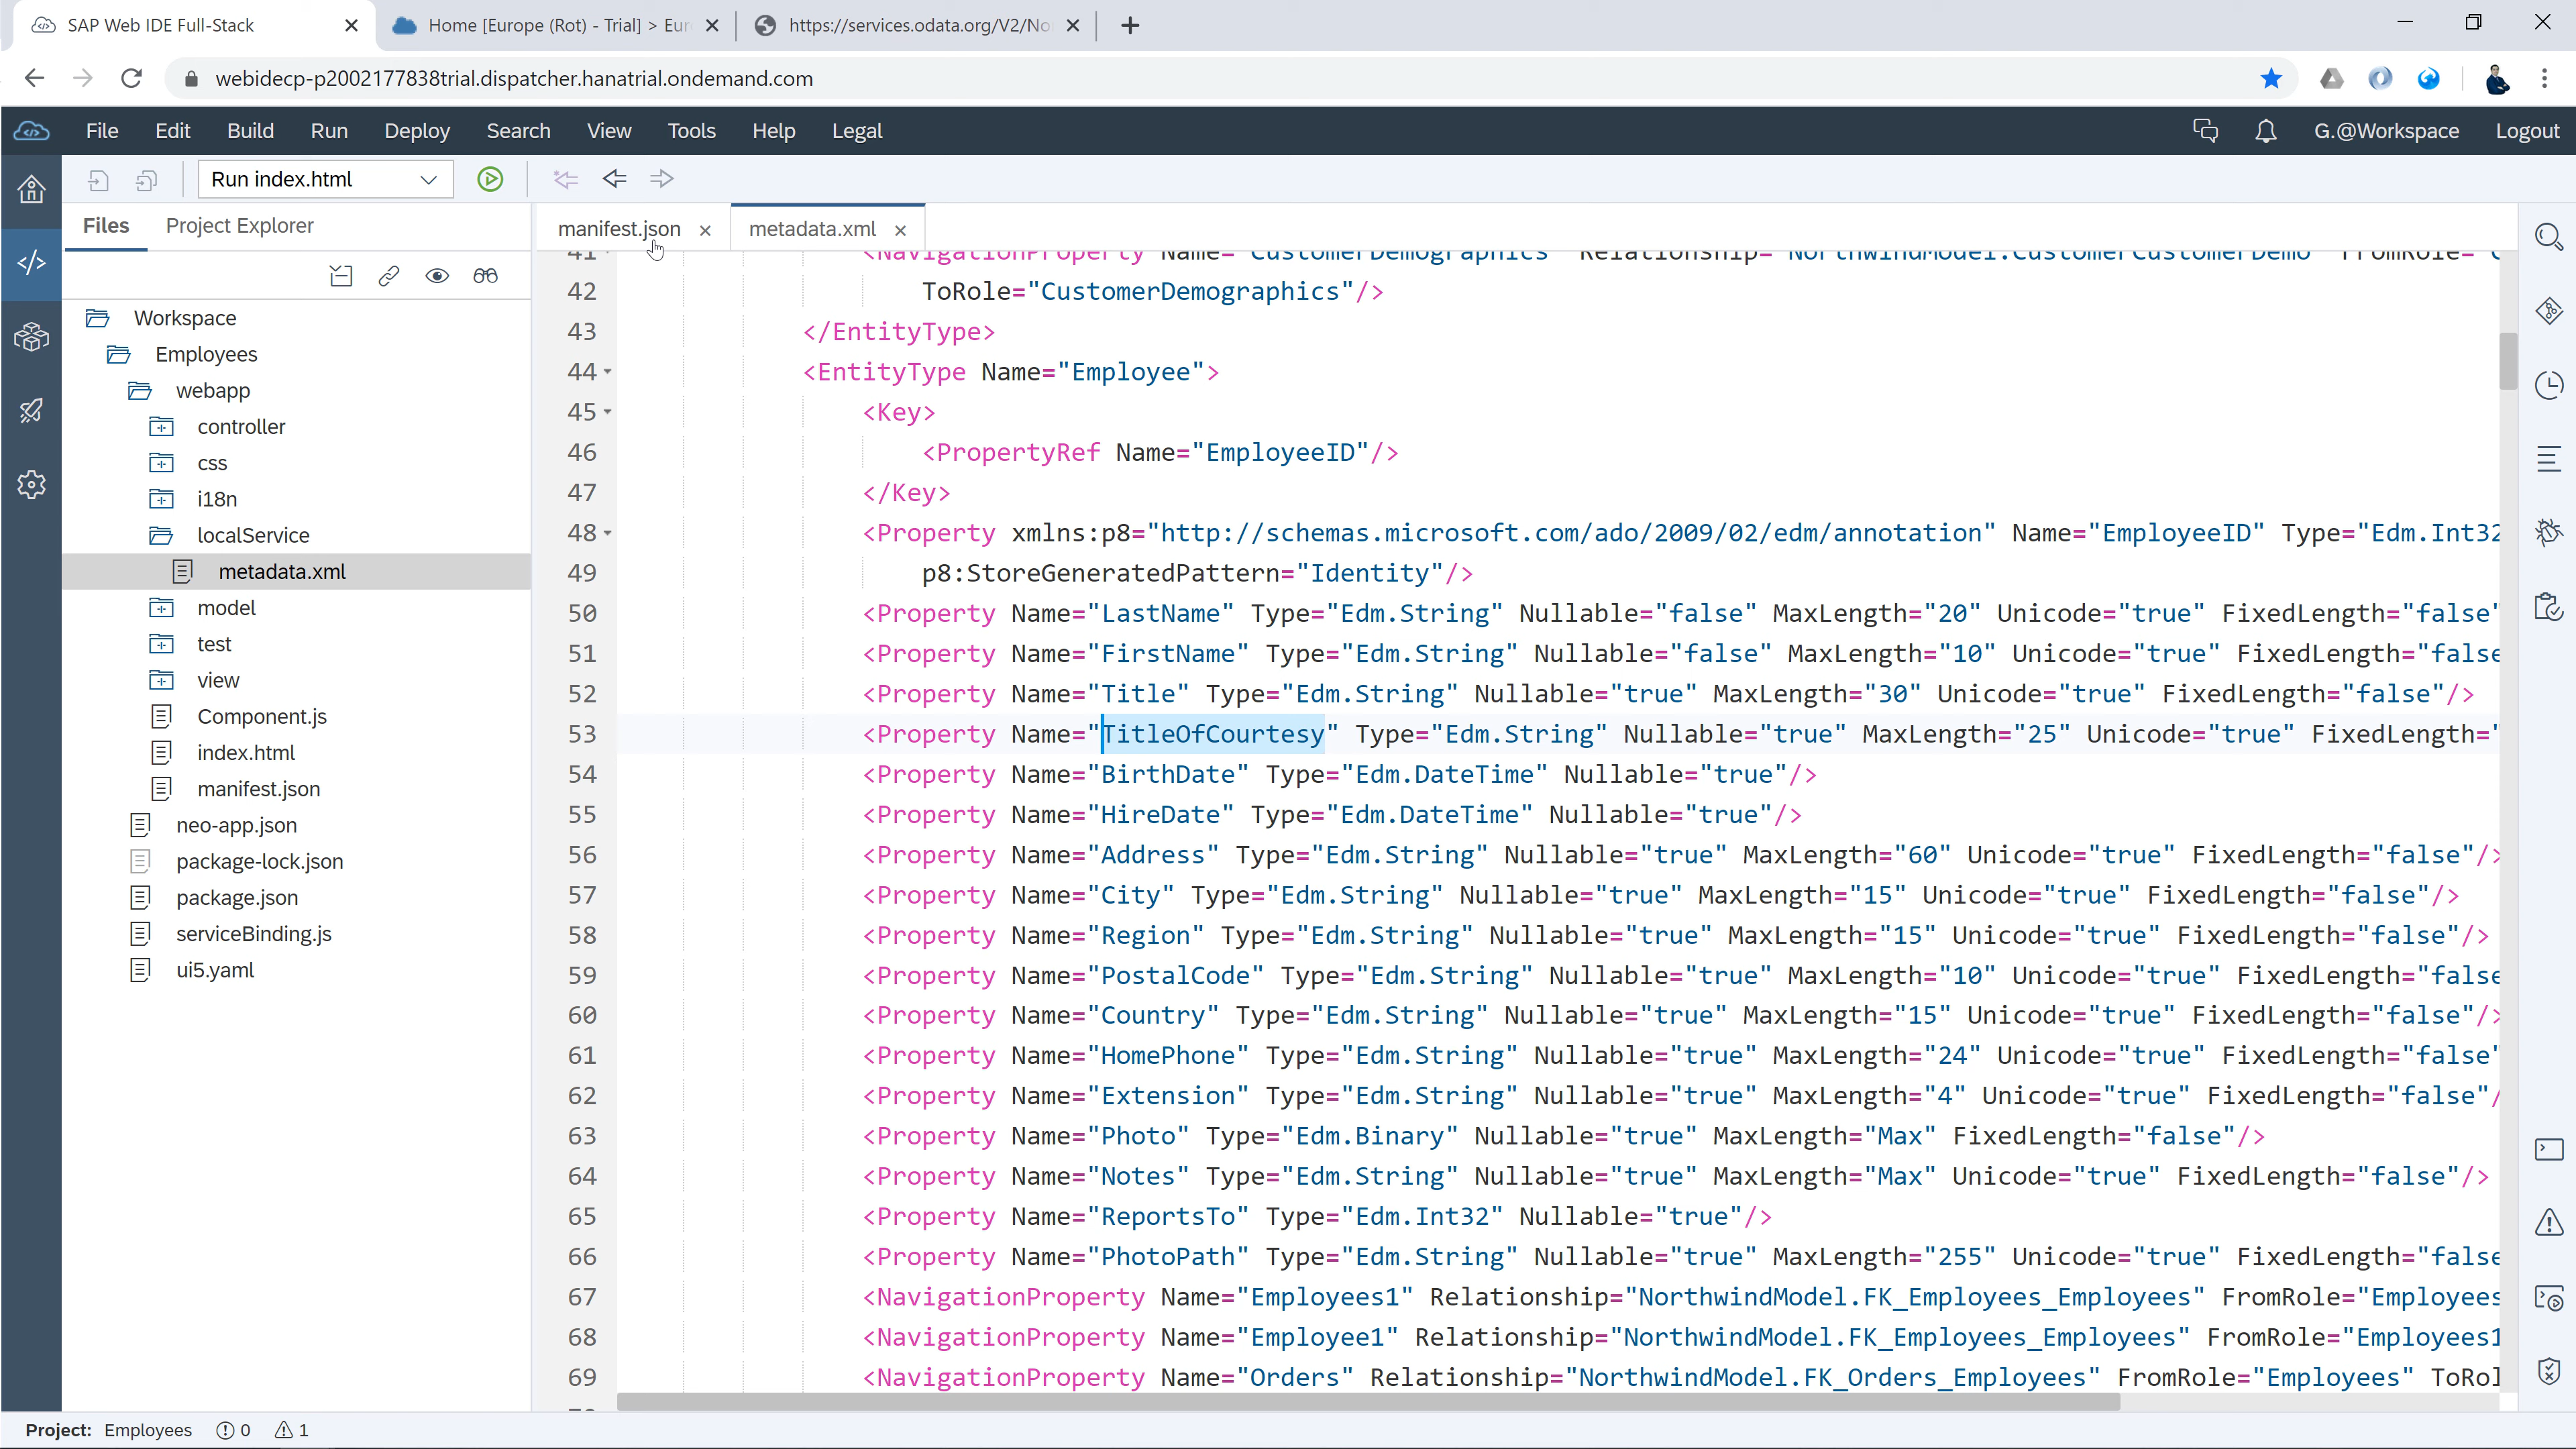 SAP Web IDE Full-Stack
Home [Europe (Rot) - Trial] > Eur
https://services.odata.org/V2/No
webidecp-p2002177838trial.dispatcher.hanatrial.ondemand.com
File Edit Build Run Deploy Search View Tools Help Legal
G.@Workspace Logout
Run index.html
Files Project Explorer
manifest.json metadata.xml
Workspace
Employees
webapp
controller
css
i18n
localService
metadata.xml
model
test
view
Component.js
index.html
manifest.json
neo-app.json
package-lock.json
package.json
serviceBinding.js
ui5.yaml
41 <NavigationProperty Name="CustomerDemographics" Relationship="NorthwindModel.CustomerCustomerDemo" FromRole="C
42 ToRole="CustomerDemographics"/>
43 </EntityType>
44 <EntityType Name="Employee">
45 <Key>
46 <PropertyRef Name="EmployeeID"/>
47 </Key>
48 <Property xmlns:p8="http://schemas.microsoft.com/ado/2009/02/edm/annotation" Name="EmployeeID" Type="Edm.Int32
49 p8:StoreGeneratedPattern="Identity"/>
50 <Property Name="LastName" Type="Edm.String" Nullable="false" MaxLength="20" Unicode="true" FixedLength="false"
51 <Property Name="FirstName" Type="Edm.String" Nullable="false" MaxLength="10" Unicode="true" FixedLength="false
52 <Property Name="Title" Type="Edm.String" Nullable="true" MaxLength="30" Unicode="true" FixedLength="false"/>
53 <Property Name="TitleOfCourtesy" Type="Edm.String" Nullable="true" MaxLength="25" Unicode="true" FixedLength="
54 <Property Name="BirthDate" Type="Edm.DateTime" Nullable="true"/>
55 <Property Name="HireDate" Type="Edm.DateTime" Nullable="true"/>
56 <Property Name="Address" Type="Edm.String" Nullable="true" MaxLength="60" Unicode="true" FixedLength="false"/>
57 <Property Name="City" Type="Edm.String" Nullable="true" MaxLength="15" Unicode="true" FixedLength="false"/>
58 <Property Name="Region" Type="Edm.String" Nullable="true" MaxLength="15" Unicode="true" FixedLength="false"/>
59 <Property Name="PostalCode" Type="Edm.String" Nullable="true" MaxLength="10" Unicode="true" FixedLength="false
60 <Property Name="Country" Type="Edm.String" Nullable="true" MaxLength="15" Unicode="true" FixedLength="false"/>
61 <Property Name="HomePhone" Type="Edm.String" Nullable="true" MaxLength="24" Unicode="true" FixedLength="false"
62 <Property Name="Extension" Type="Edm.String" Nullable="true" MaxLength="4" Unicode="true" FixedLength="false"/
63 <Property Name="Photo" Type="Edm.Binary" Nullable="true" MaxLength="Max" FixedLength="false"/>
64 <Property Name="Notes" Type="Edm.String" Nullable="true" MaxLength="Max" Unicode="true" FixedLength="false"/>
65 <Property Name="ReportsTo" Type="Edm.Int32" Nullable="true"/>
66 <Property Name="PhotoPath" Type="Edm.String" Nullable="true" MaxLength="255" Unicode="true" FixedLength="false
67 <NavigationProperty Name="Employees1" Relationship="NorthwindModel.FK_Employees_Employees" FromRole="Employees
68 <NavigationProperty Name="Employee1" Relationship="NorthwindModel.FK_Employees_Employees" FromRole="Employees1
69 <NavigationProperty Name="Orders" Relationship="NorthwindModel.FK_Orders_Employees" FromRole="Employees" ToRol
Project: Employees 0 1